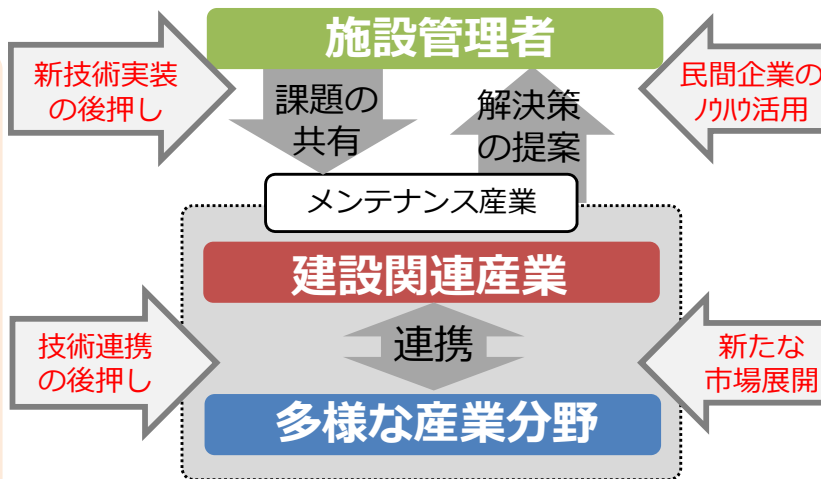 施設管理者
新技術実装
の後押し
課題の
共有
解決策
の提案
民間企業の
ﾉｳﾊｳ活用
メンテナンス産業
建設関連産業
技術連携
の後押し
連携
新たな
市場展開
多様な産業分野